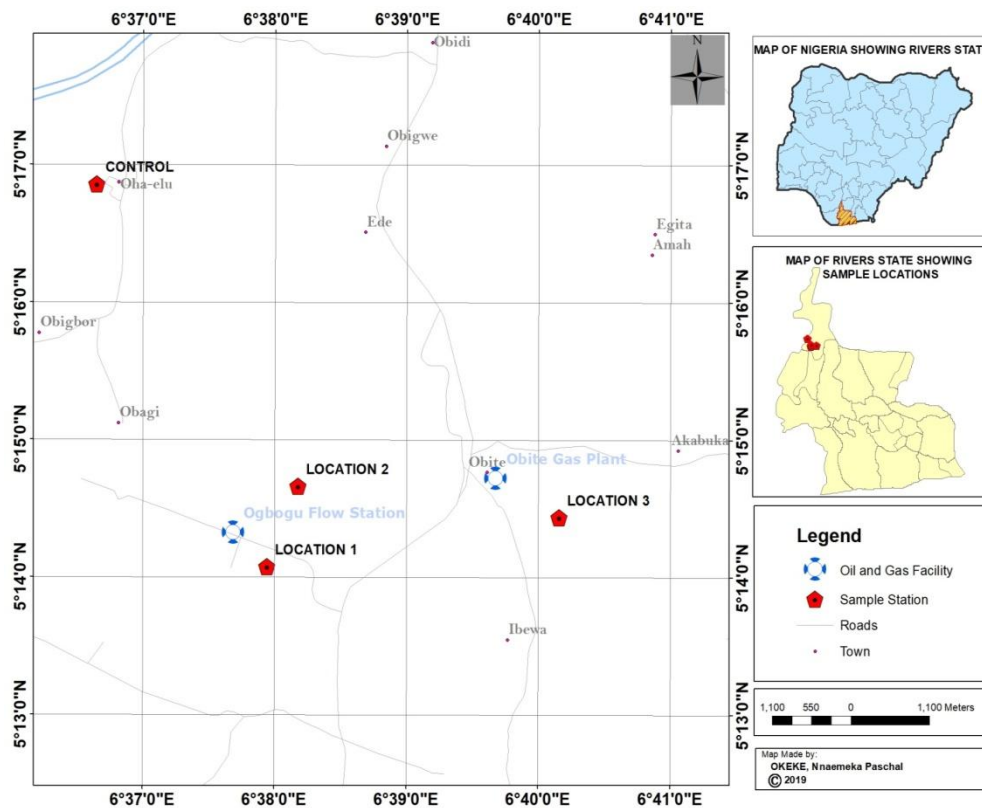 6°37'0"E
6°38'0"E
6°39'0"E
6°40'0"E
6°41'0"E
N
Obidi
Obigwe
5°17'0"N
5°17'0"N
CONTROL
Oha-elu
Ede
Egita
Amah
5°16'0"N
5°16'0"N
Obigbor
Obagi
5°15'0"N
5°15'0"N
Akabuka
Obite Gas Plant
Obite
LOCATION 2
LOCATION 3
Ogbogu Flow Station
LOCATION 1
5°14'0"N
5°14'0"N
Ibewa
5°13'0"N
5°13'0"N
6°37'0"E
6°38'0"E
6°39'0"E
6°40'0"E
6°41'0"E
MAP OF NIGERIA SHOWING RIVERS STAT
MAP OF RIVERS STATE SHOWING
SAMPLE LOCATIONS
Legend
Oil and Gas Facility
Sample Station
Roads
Town
1,100 550 0 1,100 Meters
Map Made by:
OKEKE, Nnaemeka Paschal
© 2019